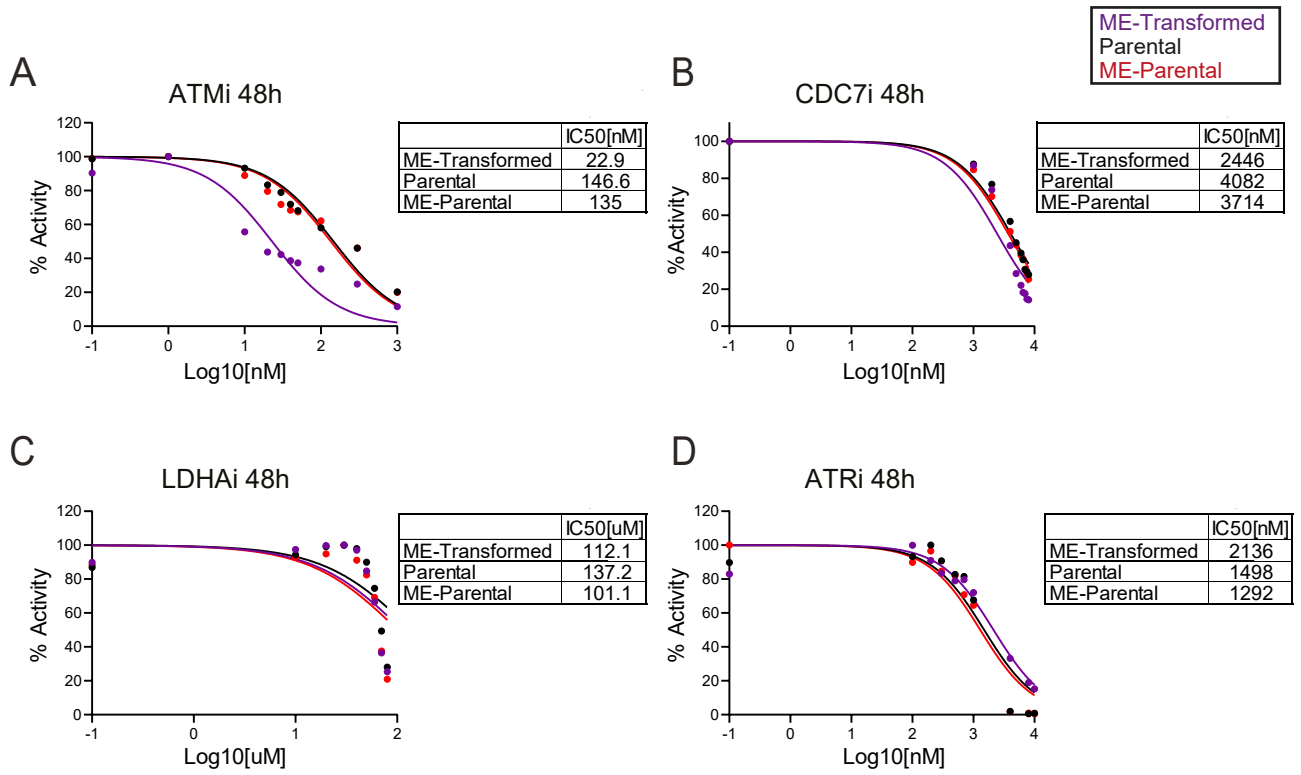 ME-Transformed
Parental
ME-Parental
A
ATMi 48h
120
100
80
60
40
20
0
% Activity
-1 0 1 2 3
Log10[nM]
IC50[nM]
ME-Transformed 22.9
Parental 146.6
ME-Parental 135
B
CDC7i 48h
100
80
60
40
20
0
%Activity
-1 0 1 2 3 4
Log10[nM]
IC50[nM]
ME-Transformed 2446
Parental 4082
ME-Parental 3714
C
LDHAi 48h
120
100
80
60
40
20
0
% Activity
-1 0 1 2
Log10[uM]
IC50[uM]
ME-Transformed 112.1
Parental 137.2
ME-Parental 101.1
D
ATRi 48h
120
100
80
60
40
20
0
% Activity
-1 0 1 2 3 4
Log10[nM]
IC50[nM]
ME-Transformed 2136
Parental 1498
ME-Parental 1292